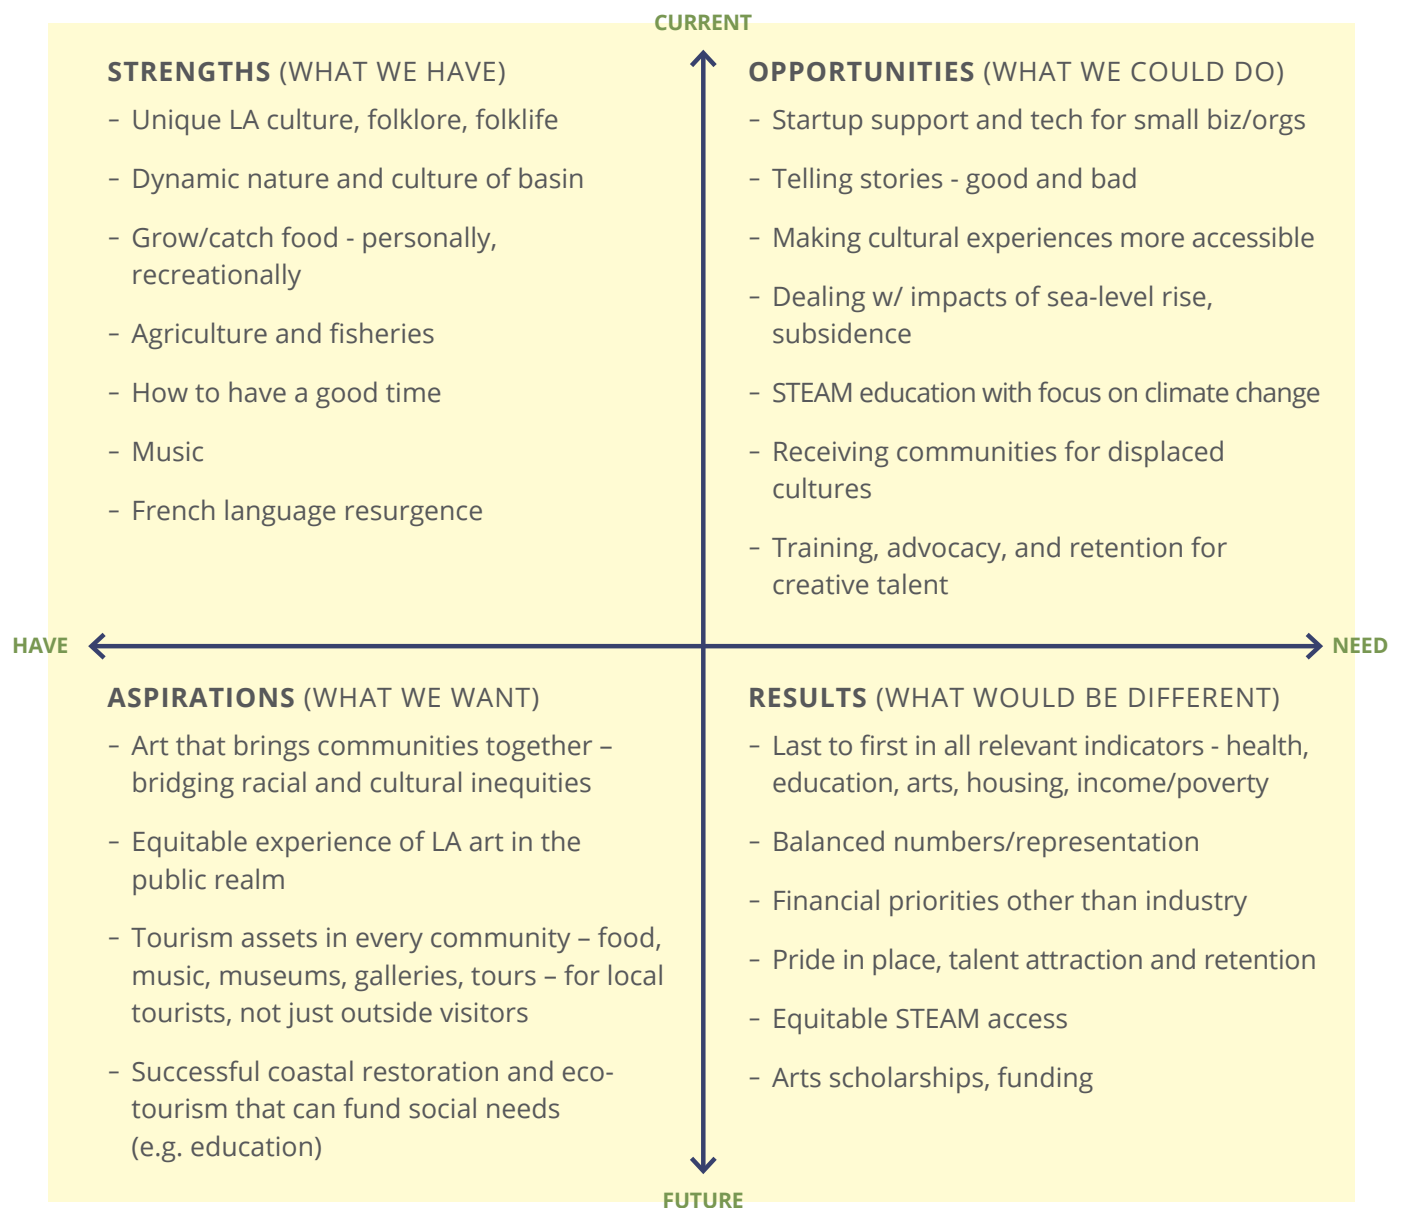 CURRENT
STRENGTHS (WHAT WE HAVE)
– Unique LA culture, folklore, folklife
– Dynamic nature and culture of basin
– Grow/catch food - personally,
recreationally
– Agriculture and fisheries
– How to have a good time
– Music
– French language resurgence
OPPORTUNITIES (WHAT WE COULD DO)
– Startup support and tech for small biz/orgs
– Telling stories - good and bad
– Making cultural experiences more accessible
– Dealing w/ impacts of sea-level rise,
subsidence
– STEAM education with focus on climate change
– Receiving communities for displaced
cultures
– Training, advocacy, and retention for
creative talent
HAVE
NEED
ASPIRATIONS (WHAT WE WANT)
– Art that brings communities together –
bridging racial and cultural inequities
– Equitable experience of LA art in the
public realm
– Tourism assets in every community – food,
music, museums, galleries, tours – for local
tourists, not just outside visitors
– Successful coastal restoration and eco-
tourism that can fund social needs
(e.g. education)
RESULTS (WHAT WOULD BE DIFFERENT)
– Last to first in all relevant indicators - health,
education, arts, housing, income/poverty
– Balanced numbers/representation
– Financial priorities other than industry
– Pride in place, talent attraction and retention
– Equitable STEAM access
– Arts scholarships, funding
FUTURE